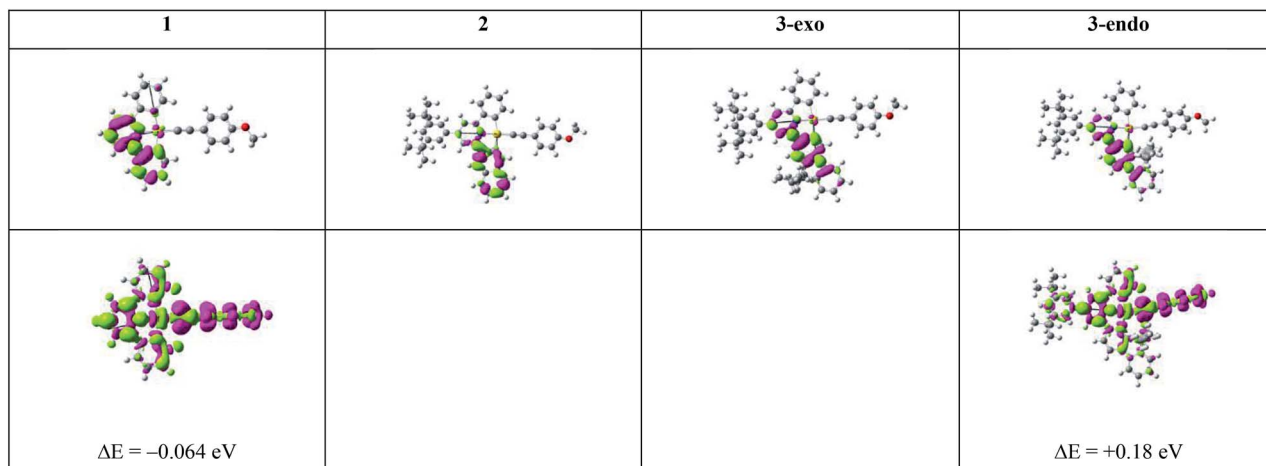 1 2 3-exo 3-endo
ΔE = –0.064 eV ΔE = +0.18 eV